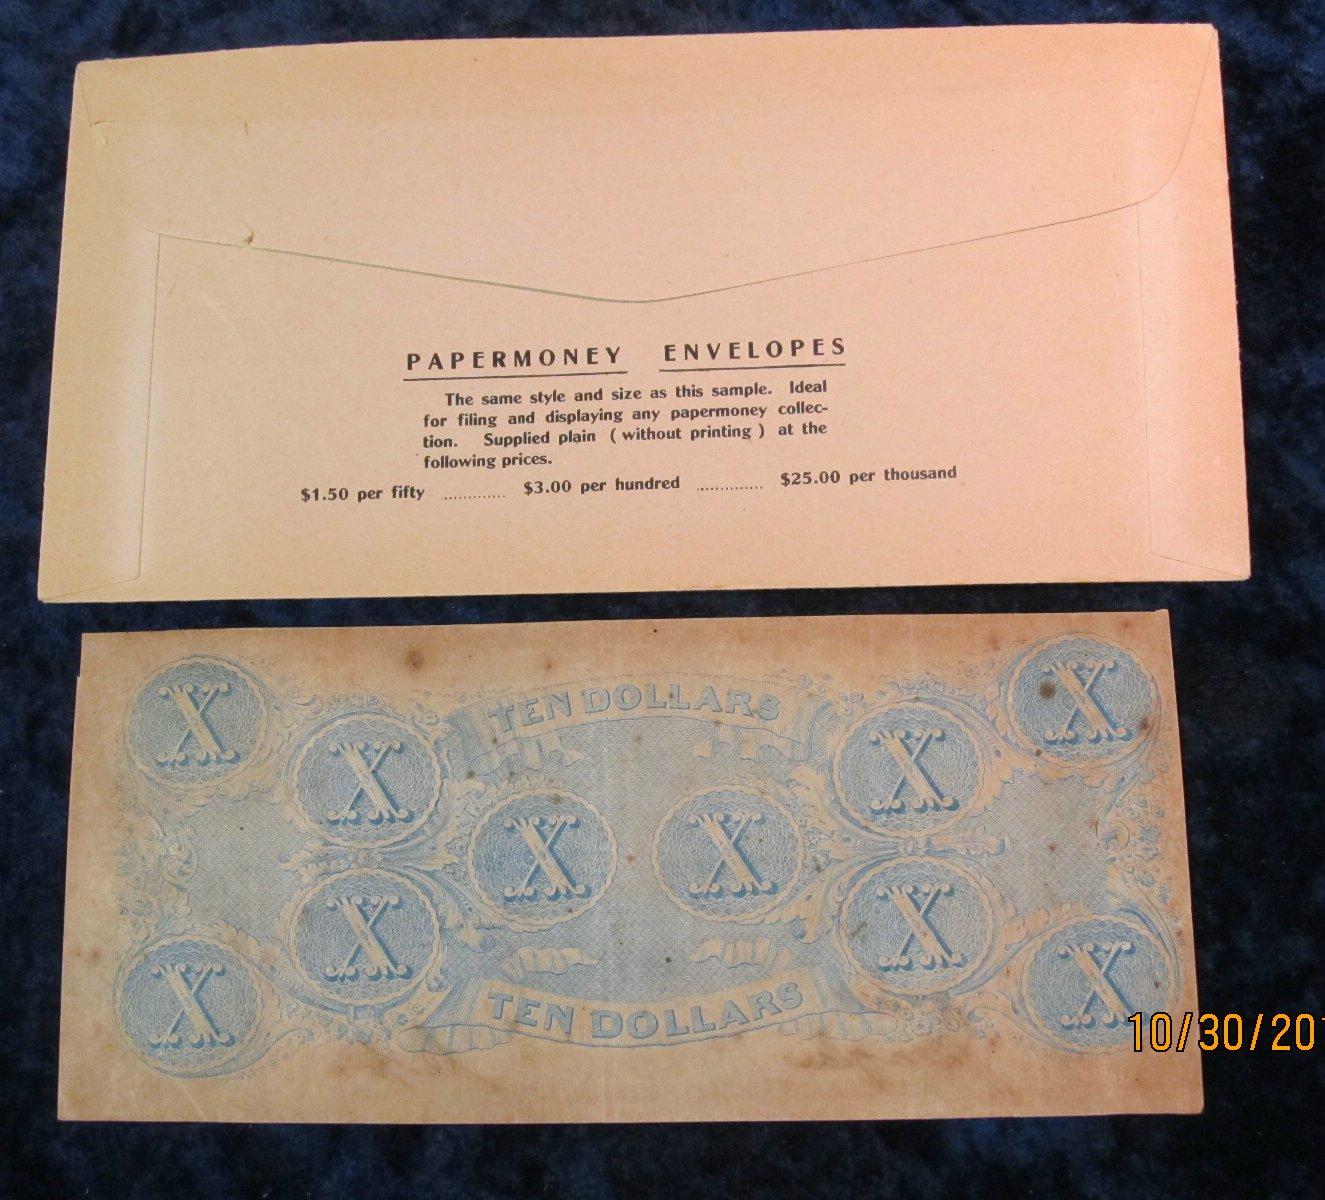 PAPERMONEY ENVELOPES
The same style and size as this sample. Ideal
for filing and displaying any papermoney collec-
tion. Supplied plain ( without printing ) at the
following prices.
$1.50 per fifty ............. $3.00 per hundred ............. $25.00 per thousand
X X
TEN DOLLARS
X X
X X
X X
X X
TEN DOLLARS
10/30/20